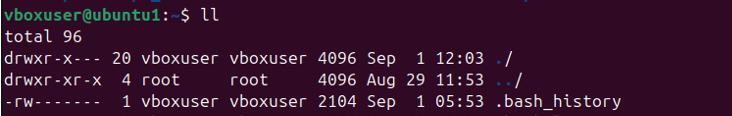 vboxuser@ubuntu1:~$ ll
total 96
drwxr-x--- 20 vboxuser vboxuser 4096 Sep  1 12:03 ./
drwxr-xr-x  4 root     root     4096 Aug 29 11:53 ../
-rw-------  1 vboxuser vboxuser 2104 Sep  1 05:53 .bash_history